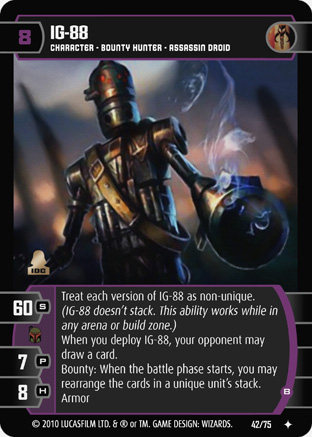 8
IG-88
CHARACTER • BOUNTY HUNTER • ASSASSIN DROID
IDC
60 S
7 P
8 H
Treat each version of IG-88 as non-unique.
(IG-88 doesn't stack. This ability works while in
any arena or build zone.)
When you deploy IG-88, your opponent may
draw a card.
Bounty: When the battle phase starts, you may
rearrange the cards in a unique unit's stack.
Armor
B
© 2010 LUCASFILM LTD. & ® or TM. GAME DESIGN: WIZARDS.
42/75